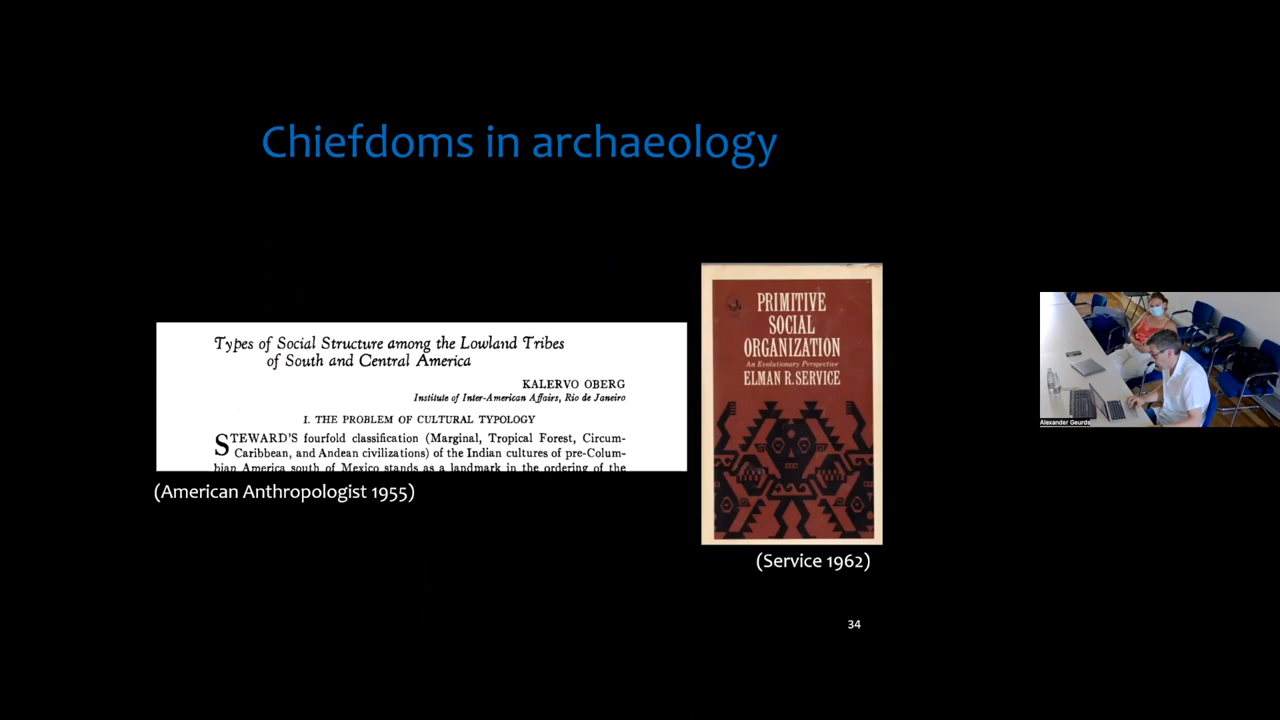 Chiefdoms in archaeology
Types of Social Structure among the Lowland Tribes
of South and Central America
KALERVO OBERG
Institute of Inter-American Affairs, Rio de Janeiro
I. THE PROBLEM OF CULTURAL TYPOLOGY
STEWARD'S fourfold classification (Marginal, Tropical Forest, Circum-
Caribbean, and Andean civilizations) of the Indian cultures of pre-Colum-
bian America south of Mexico stands as a landmark in the ordering of the
(American Anthropologist 1955)
PRIMITIVE
SOCIAL
ORGANIZATION
An Evolutionary Perspective
ELMAN R. SERVICE
(Service 1962)
34
Alexander Geurds